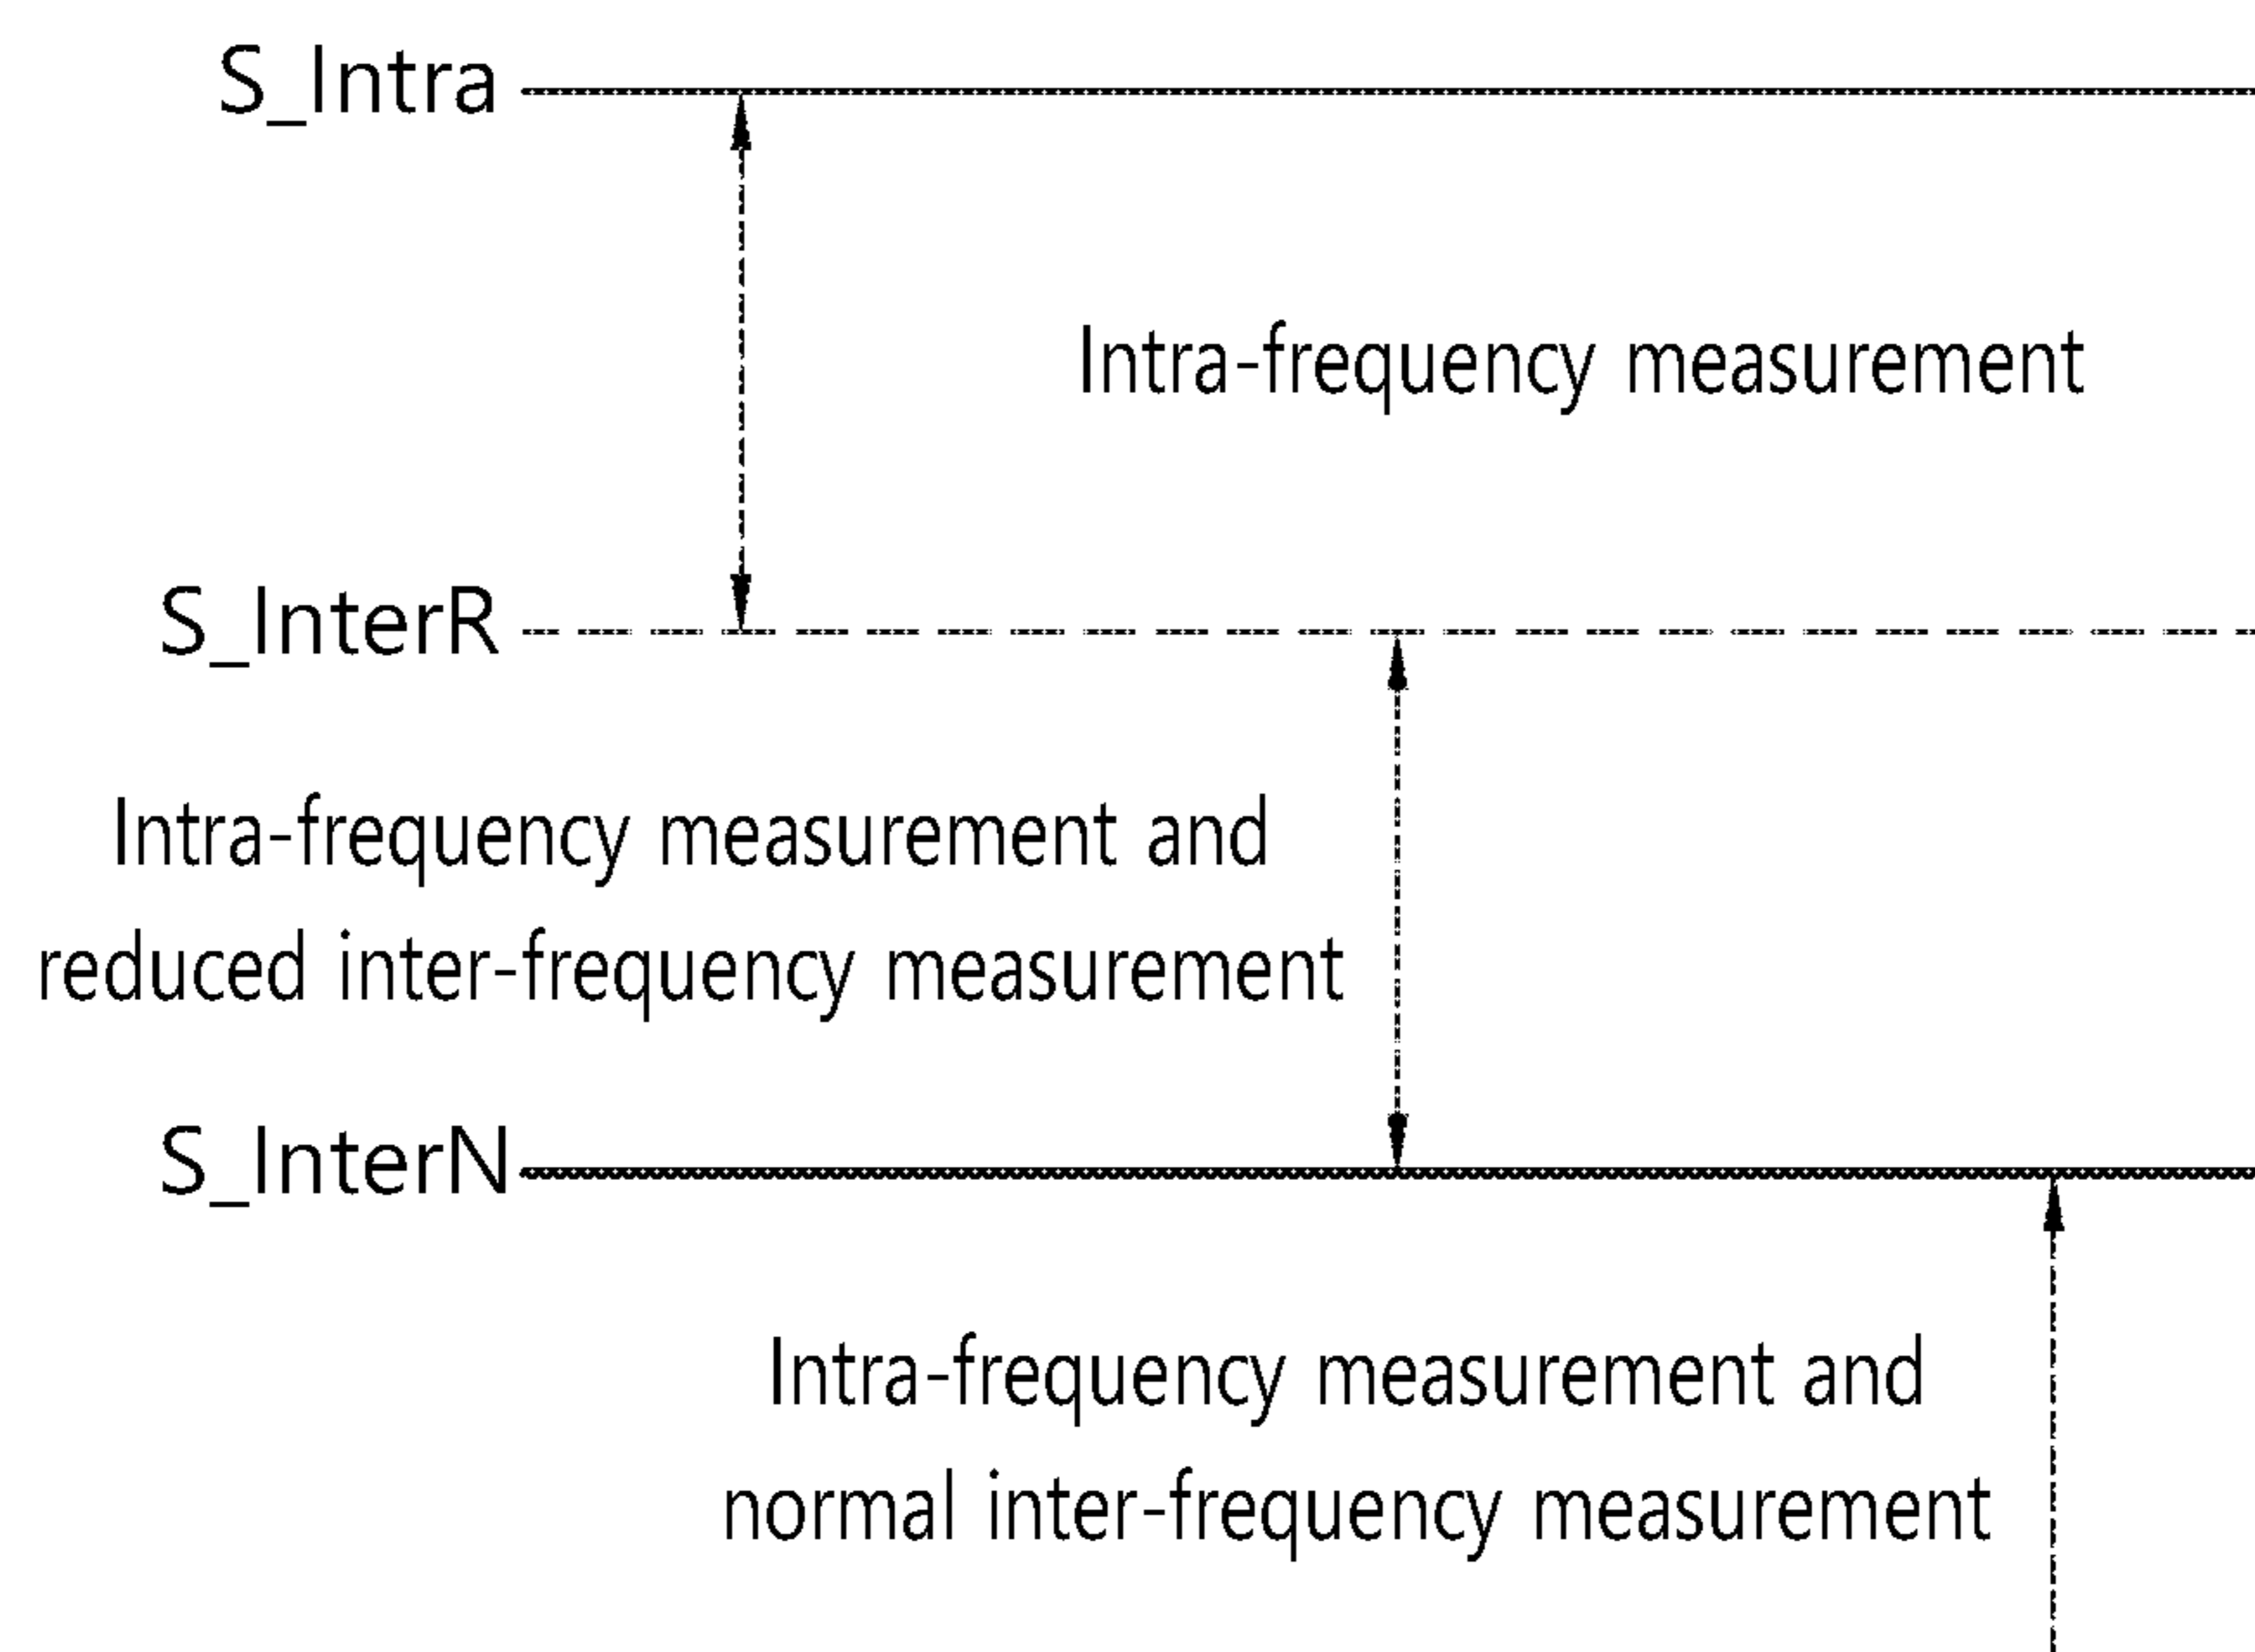 S_Intra
Intra-frequency measurement
S_InterR
Intra-frequency measurement and
reduced inter-frequency measurement
S_InterN
Intra-frequency measurement and
normal inter-frequency measurement